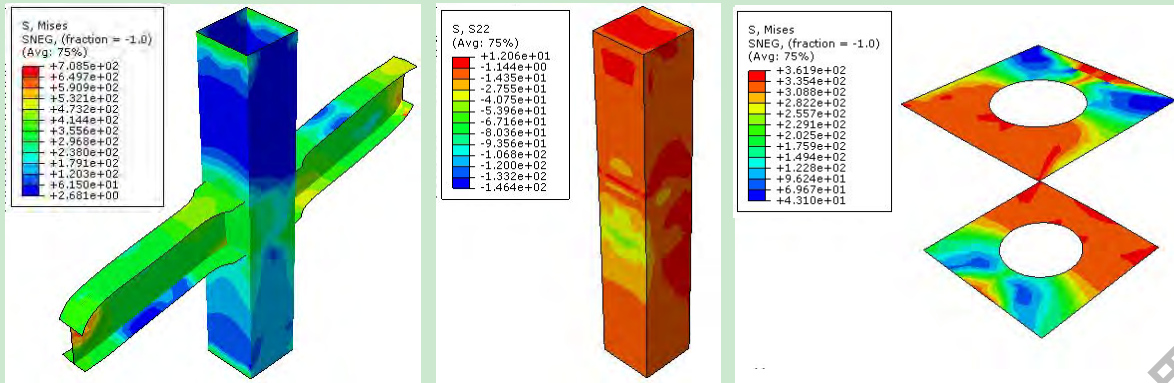 S, Mises
SNEG, (fraction = -1.0)
(Avg: 75%)
+7.085e+02
+6.497e+02
+5.909e+02
+5.321e+02
+4.732e+02
+4.144e+02
+3.556e+02
+2.968e+02
+2.380e+02
+1.791e+02
+1.203e+02
+6.150e+01
+2.681e+00
S, S22
(Avg: 75%)
+1.206e+01
-1.144e+00
-1.435e+01
-2.755e+01
-4.075e+01
-5.396e+01
-6.716e+01
-8.036e+01
-9.356e+01
-1.068e+02
-1.200e+02
-1.332e+02
-1.464e+02
S, Mises
SNEG, (fraction = -1.0)
(Avg: 75%)
+3.619e+02
+3.354e+02
+3.088e+02
+2.822e+02
+2.557e+02
+2.291e+02
+2.025e+02
+1.759e+02
+1.494e+02
+1.228e+02
+9.624e+01
+6.967e+01
+4.310e+01